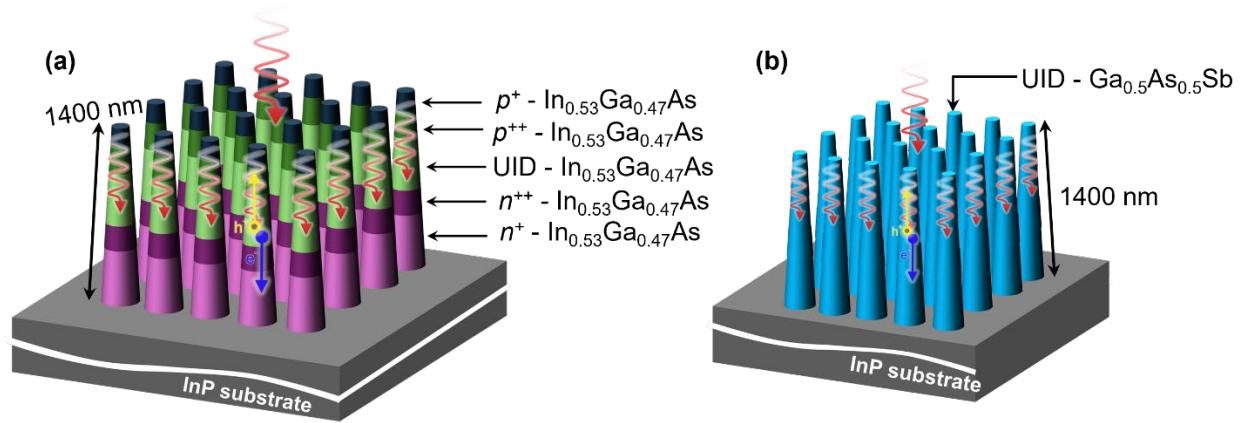 (a)
1400 nm
p⁺ - In₀.₅₃Ga₀.₄₇As
p⁺⁺ - In₀.₅₃Ga₀.₄₇As
UID - In₀.₅₃Ga₀.₄₇As
n⁺⁺ - In₀.₅₃Ga₀.₄₇As
n⁺ - In₀.₅₃Ga₀.₄₇As
h
e
InP substrate
(b)
UID - Ga₀.₅As₀.₅Sb
1400 nm
h
e
InP substrate